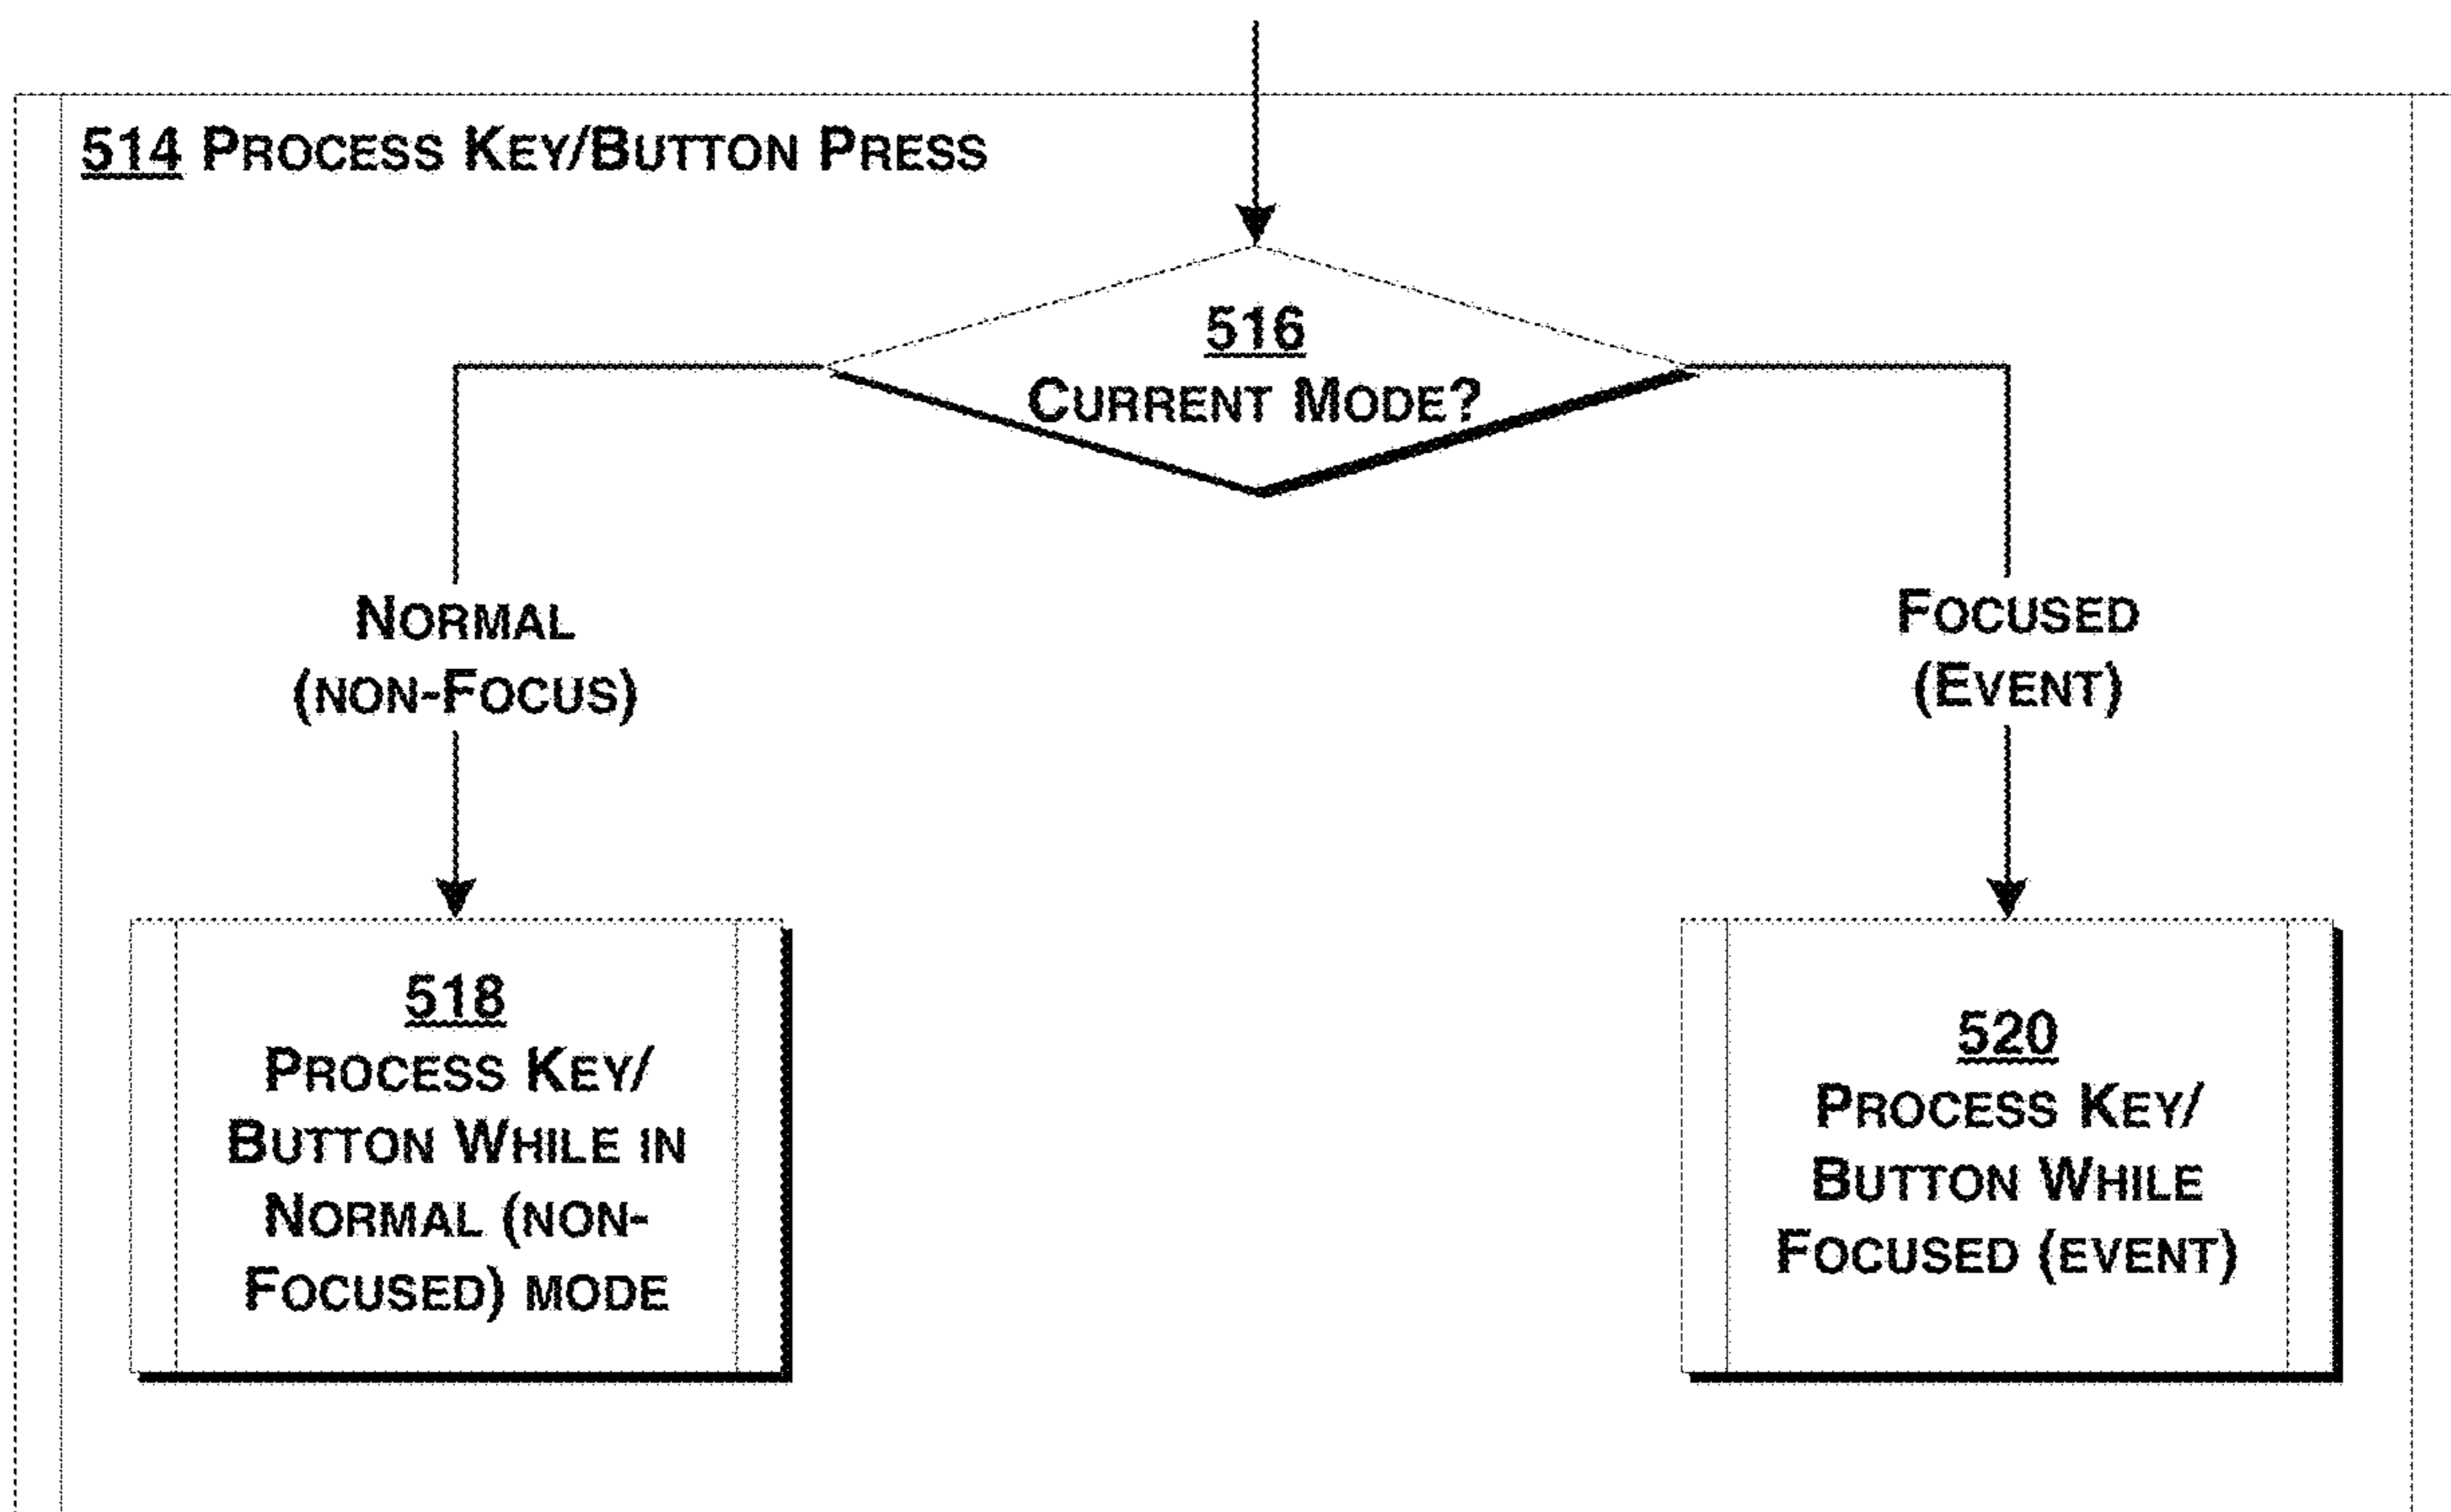 514 PROCESS KEY/BUTTON PRESS
516
CURRENT MODE?
NORMAL
(NON-FOCUS)
FOCUSED
(EVENT)
518
PROCESS KEY/
BUTTON WHILE IN
NORMAL (NON-
FOCUSED) MODE
520
PROCESS KEY/
BUTTON WHILE
FOCUSED (EVENT)